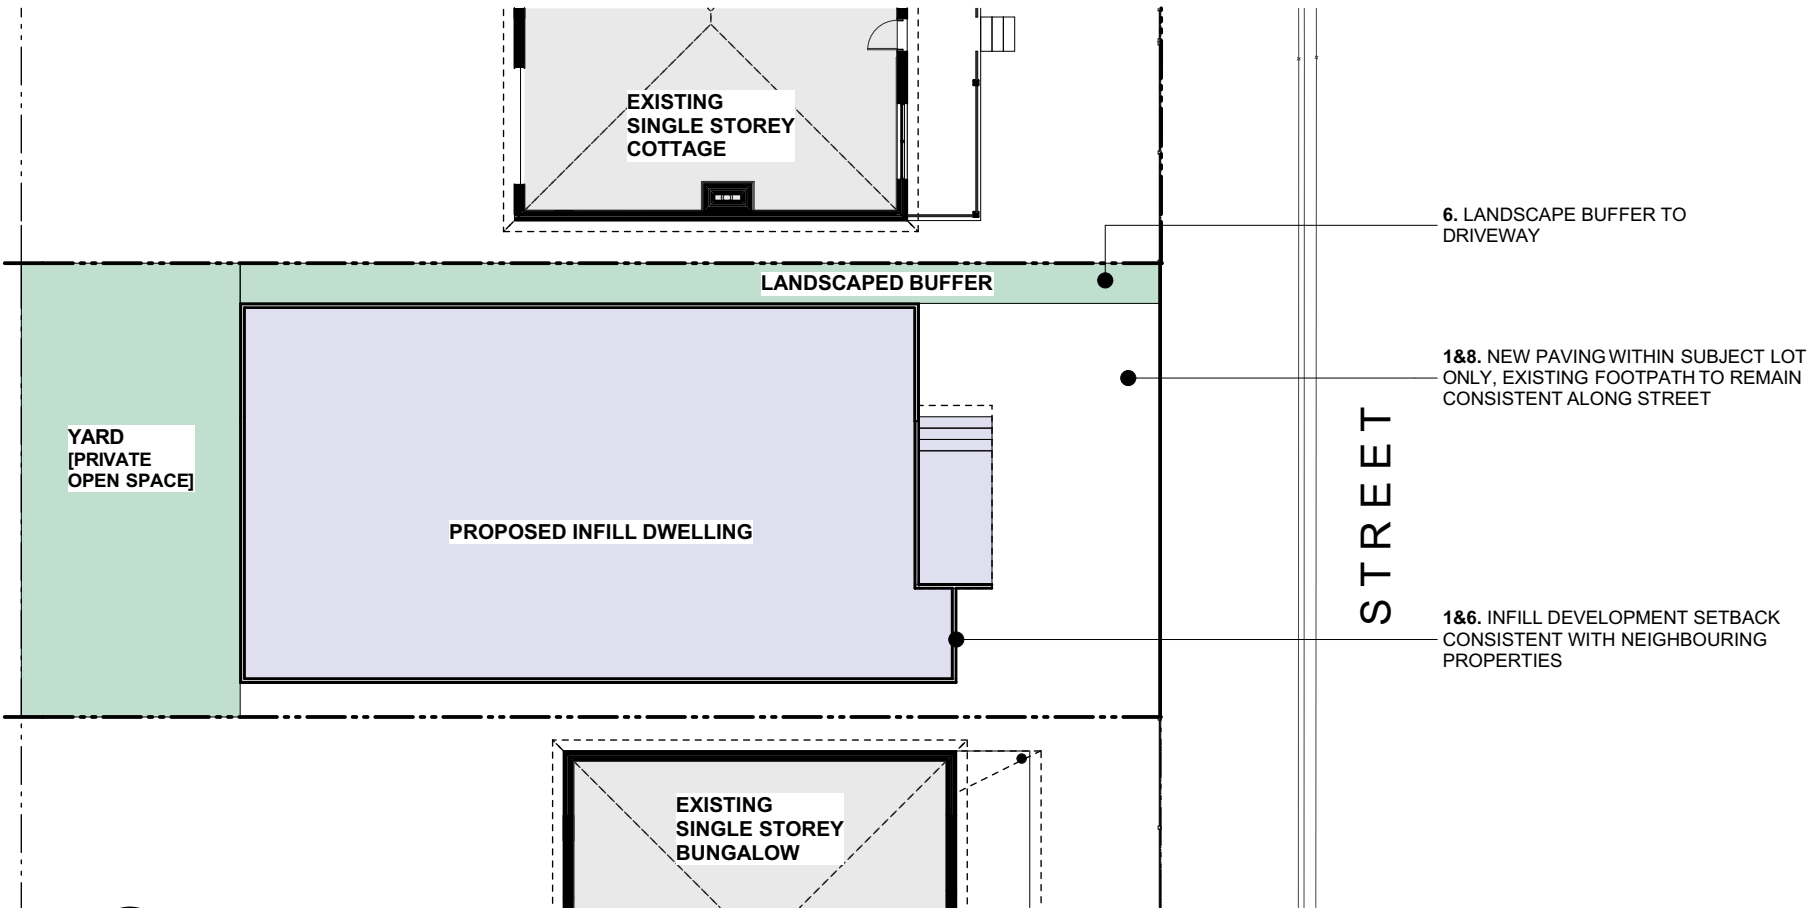 EXISTING
SINGLE STOREY
COTTAGE
6. LANDSCAPE BUFFER TO
DRIVEWAY
LANDSCAPED BUFFER
1&8. NEW PAVING WITHIN SUBJECT LOT
ONLY, EXISTING FOOTPATH TO REMAIN
CONSISTENT ALONG STREET
YARD
[PRIVATE
OPEN SPACE]
PROPOSED INFILL DWELLING
STREET
1&6. INFILL DEVELOPMENT SETBACK
CONSISTENT WITH NEIGHBOURING
PROPERTIES
EXISTING
SINGLE STOREY
BUNGALOW